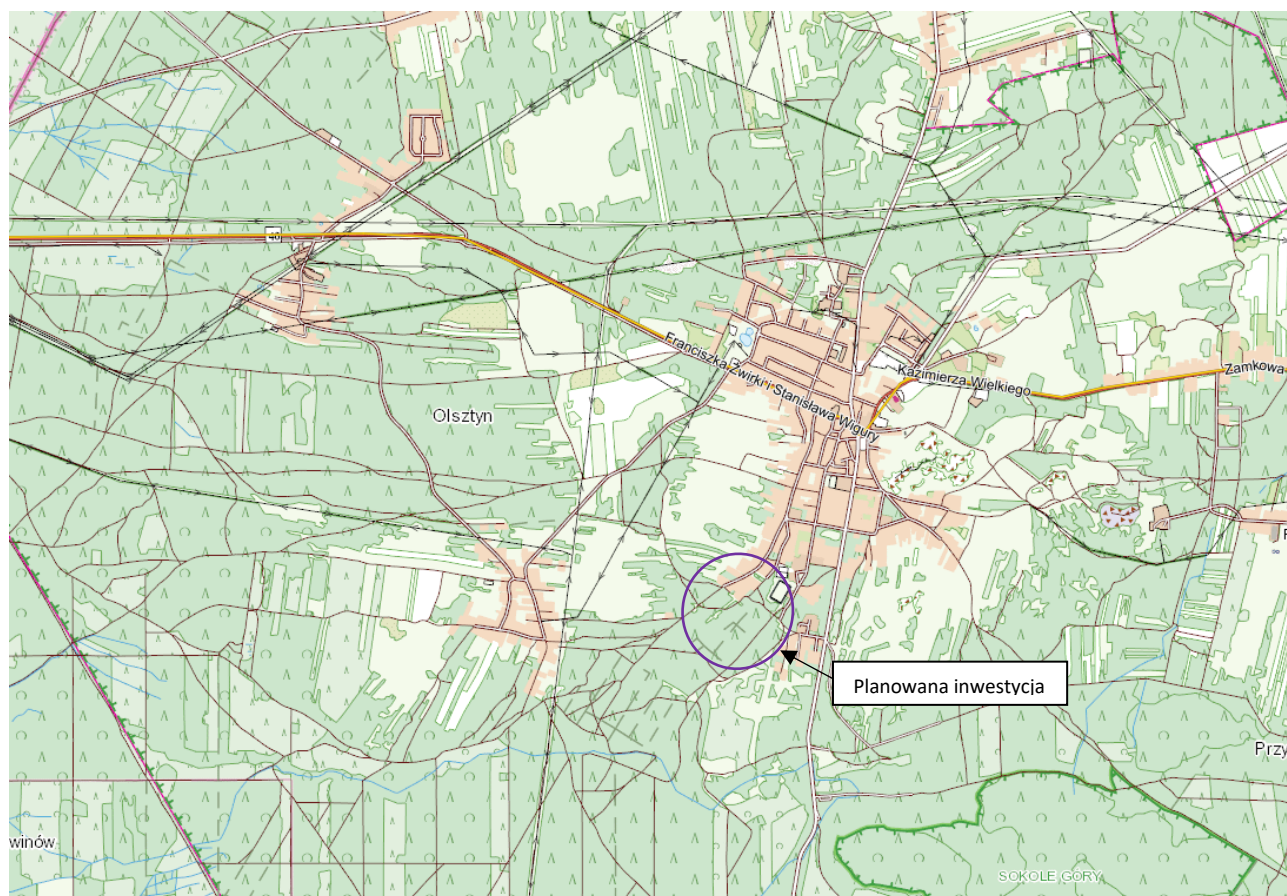 46
Franciszka Żwirki i Stanisława Wigury
Kazimierza Wielkiego
Zamkowa
Olsztyn
Planowana inwestycja
Przy
winów
SOKOLE GÓRY